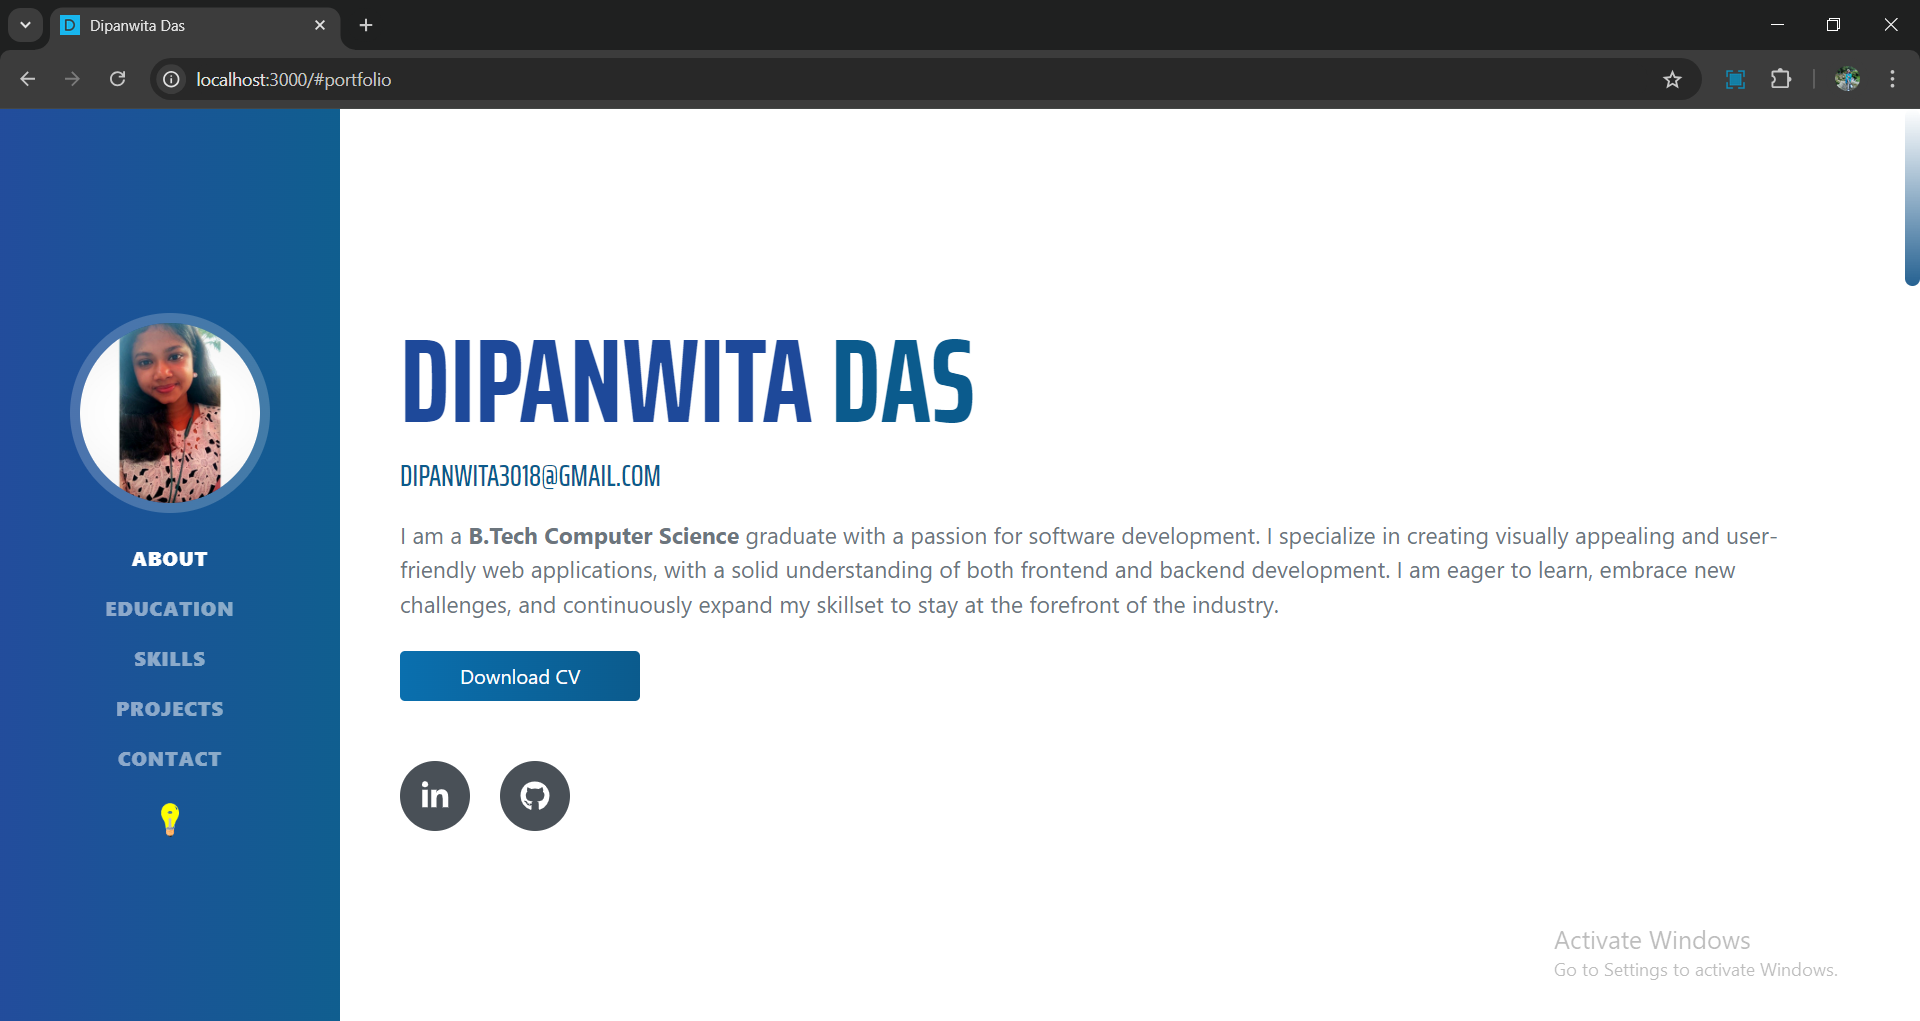 D Dipanwita Das
localhost:3000/#portfolio
ABOUT
EDUCATION
SKILLS
PROJECTS
CONTACT
DIPANWITA DAS
DIPANWITA3018@GMAIL.COM
I am a B.Tech Computer Science graduate with a passion for software development. I specialize in creating visually appealing and user-
friendly web applications, with a solid understanding of both frontend and backend development. I am eager to learn, embrace new
challenges, and continuously expand my skillset to stay at the forefront of the industry.
Download CV
in
Activate Windows
Go to Settings to activate Windows.